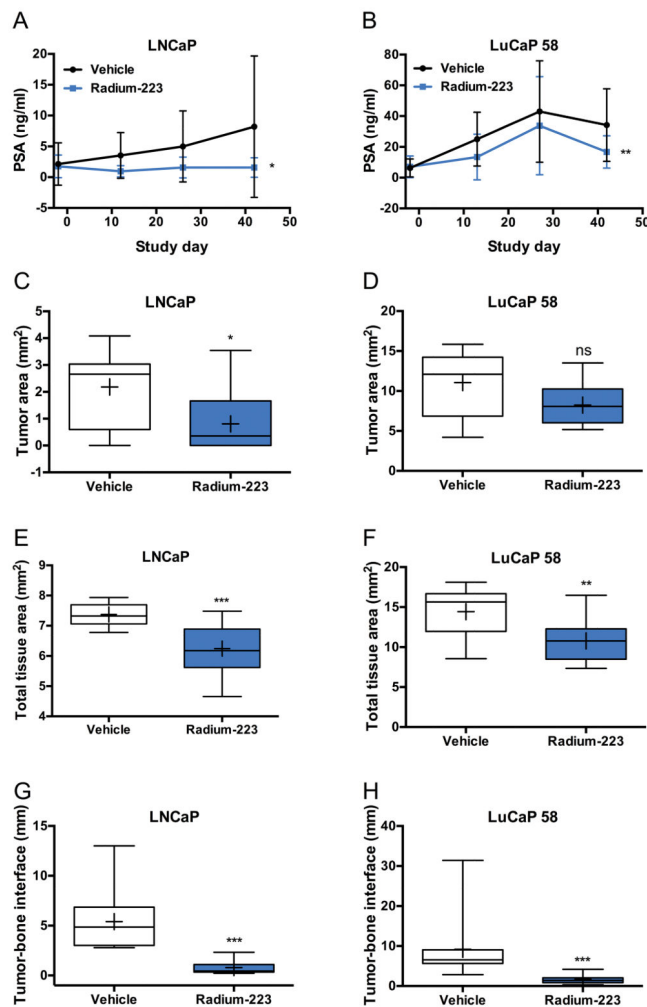 A
LNCaP
PSA (ng/ml)
20
15
10
5
0
-5
Vehicle
Radium-223
*
0 10 20 30 40 50
Study day
B
LuCaP 58
PSA (ng/ml)
80
60
40
20
0
-20
Vehicle
Radium-223
**
0 10 20 30 40 50
Study day
C
LNCaP
Tumor area (mm²)
5
4
3
2
1
0
-1
*
Vehicle Radium-223
D
LuCaP 58
Tumor area (mm²)
20
15
10
5
0
ns
Vehicle Radium-223
E
LNCaP
Total tissue area (mm²)
9
8
7
6
5
4
***
Vehicle Radium-223
F
LuCaP 58
Total tissue area (mm²)
20
15
10
5
0
**
Vehicle Radium-223
G
LNCaP
Tumor-bone interface (mm)
15
10
5
0
***
Vehicle Radium-223
H
LuCaP 58
Tumor-bone interface (mm)
40
30
20
10
0
***
Vehicle Radium-223